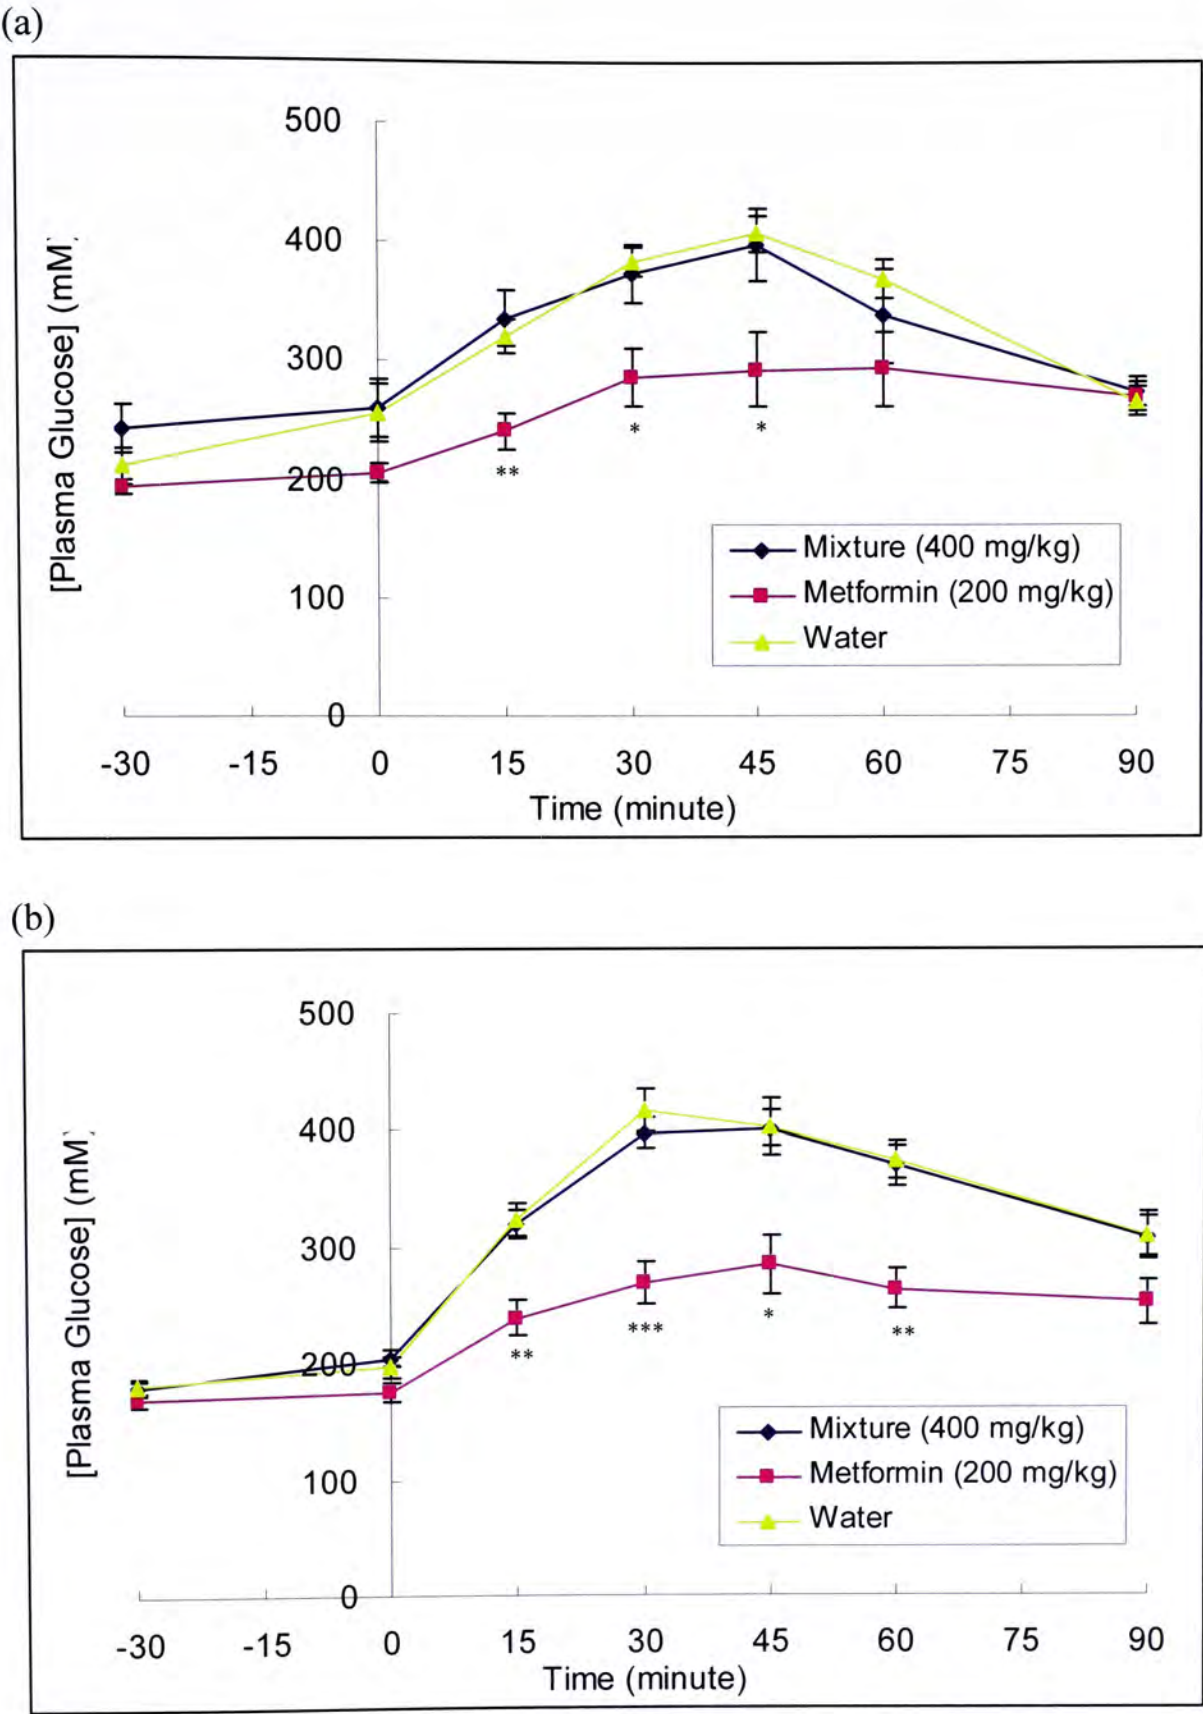 (a)
500
400
300
200
100
0
[Plasma Glucose] (mM)
-30 -15 0 15 30 45 60 75 90
Time (minute)
** * *
Mixture (400 mg/kg)
Metformin (200 mg/kg)
Water
(b)
500
400
300
200
100
0
[Plasma Glucose] (mM)
-30 -15 0 15 30 45 60 75 90
Time (minute)
** *** * **
Mixture (400 mg/kg)
Metformin (200 mg/kg)
Water